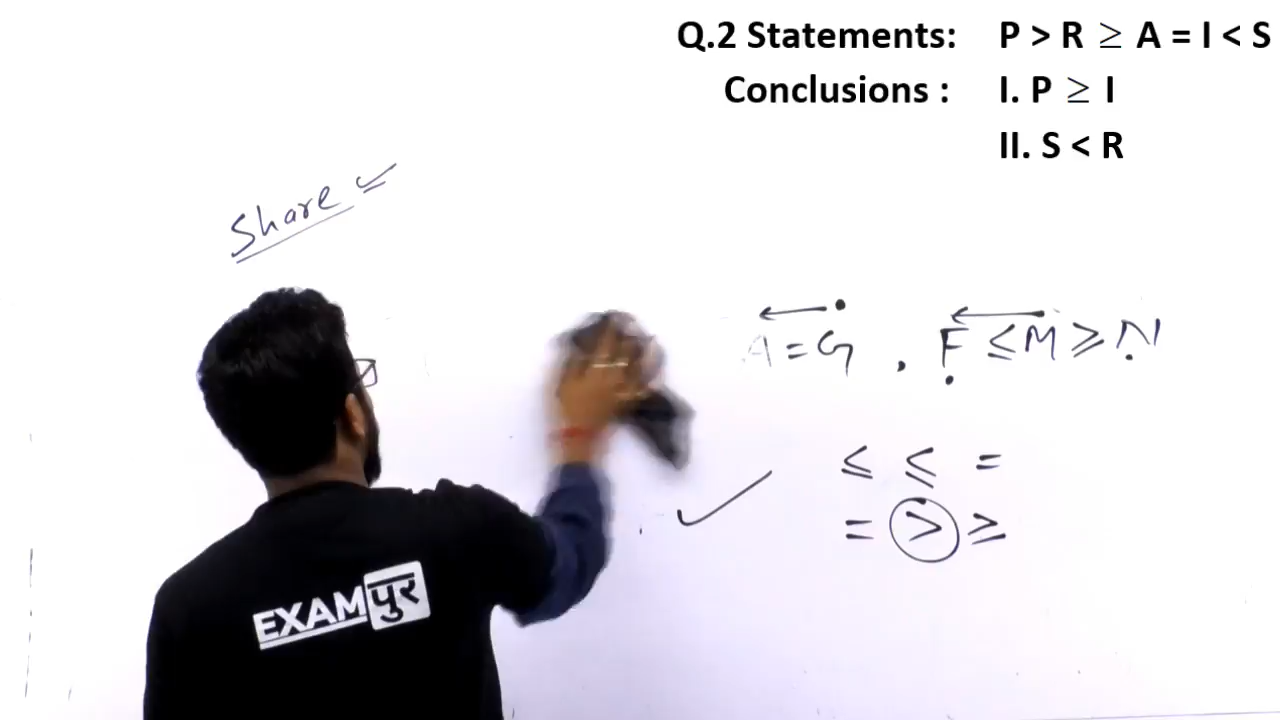 Q.2 Statements: P > R ≥ A = I < S
Conclusions : I. P ≥ I
II. S < R
Share ✓
A = G , F ≤ M ≥ N
≤ ≤ =
= > ≥
EXAMपुर